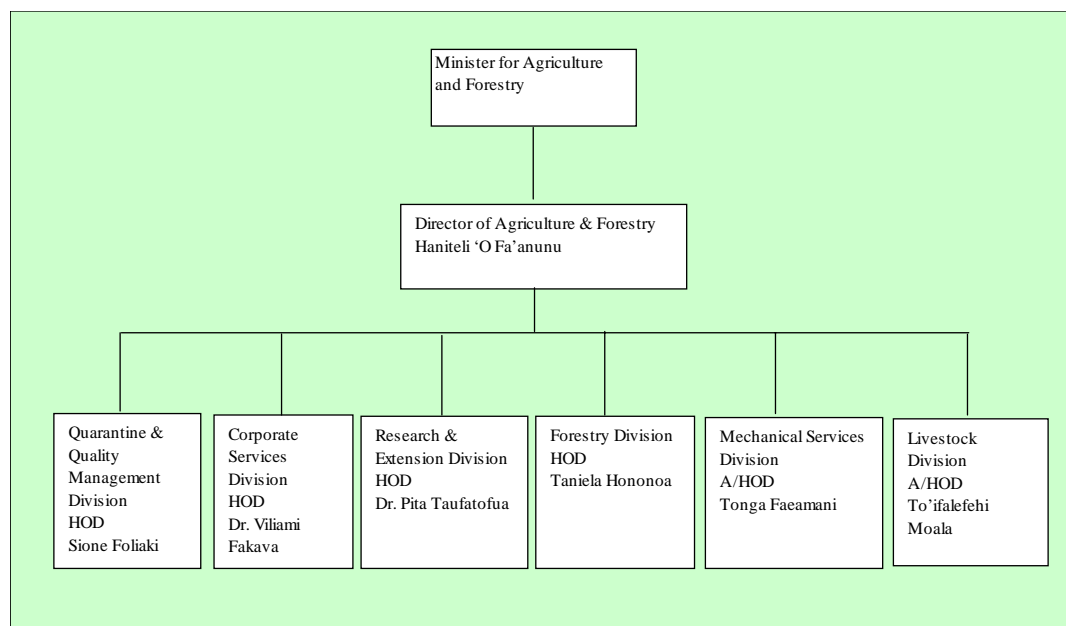 Minister for Agriculture
and Forestry
Director of Agriculture & Forestry
Haniteli ‘O Fa’anunu
Quarantine &
Quality
Management
Division
HOD
Sione Foliaki
Corporate
Services
Division
HOD
Dr. Viliami
Fakava
Research &
Extension Division
HOD
Dr. Pita Taufatofua
Forestry Division
HOD
Taniela Hononoa
Mechanical Services
Division
A/HOD
Tonga Faeamani
Livestock
Division
A/HOD
To’ifalefehi
Moala